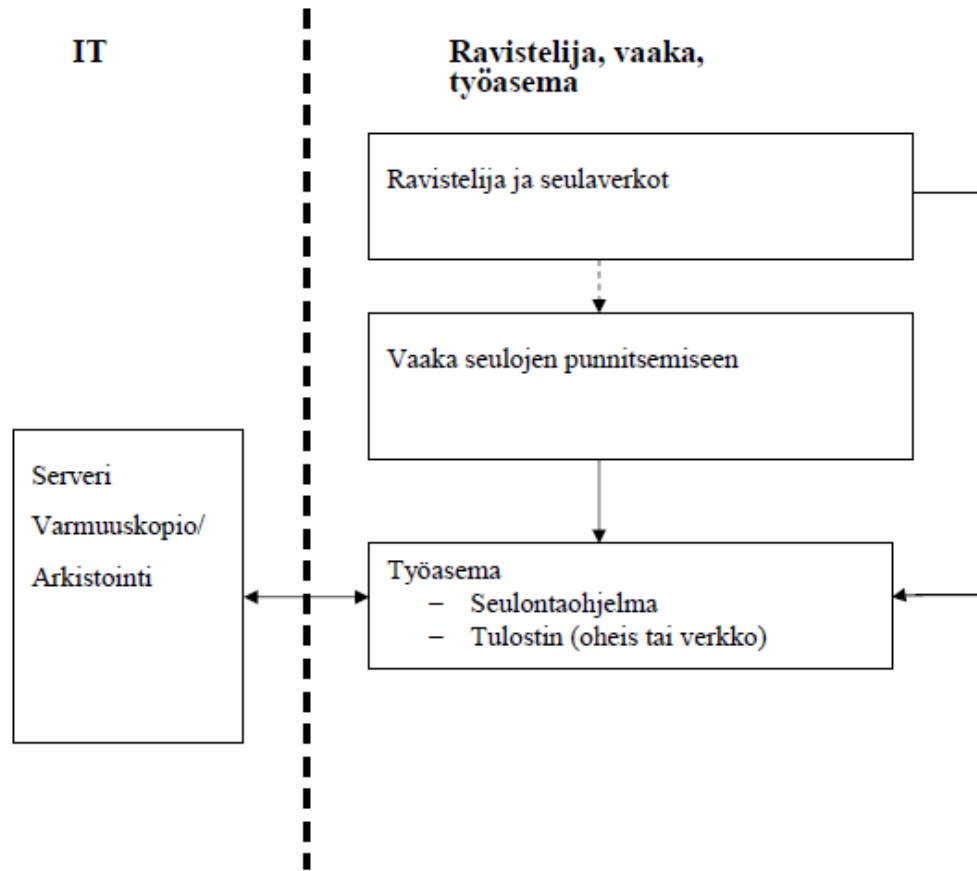 IT
Ravistelija, vaaka,
työasema
Ravistelija ja seulaverkot
Vaaka seulojen punnitsemiseen
Serveri
Varmuuskopio/
Arkistointi
Työasema
– Seulontaohjelma
– Tulostin (oheis tai verkko)